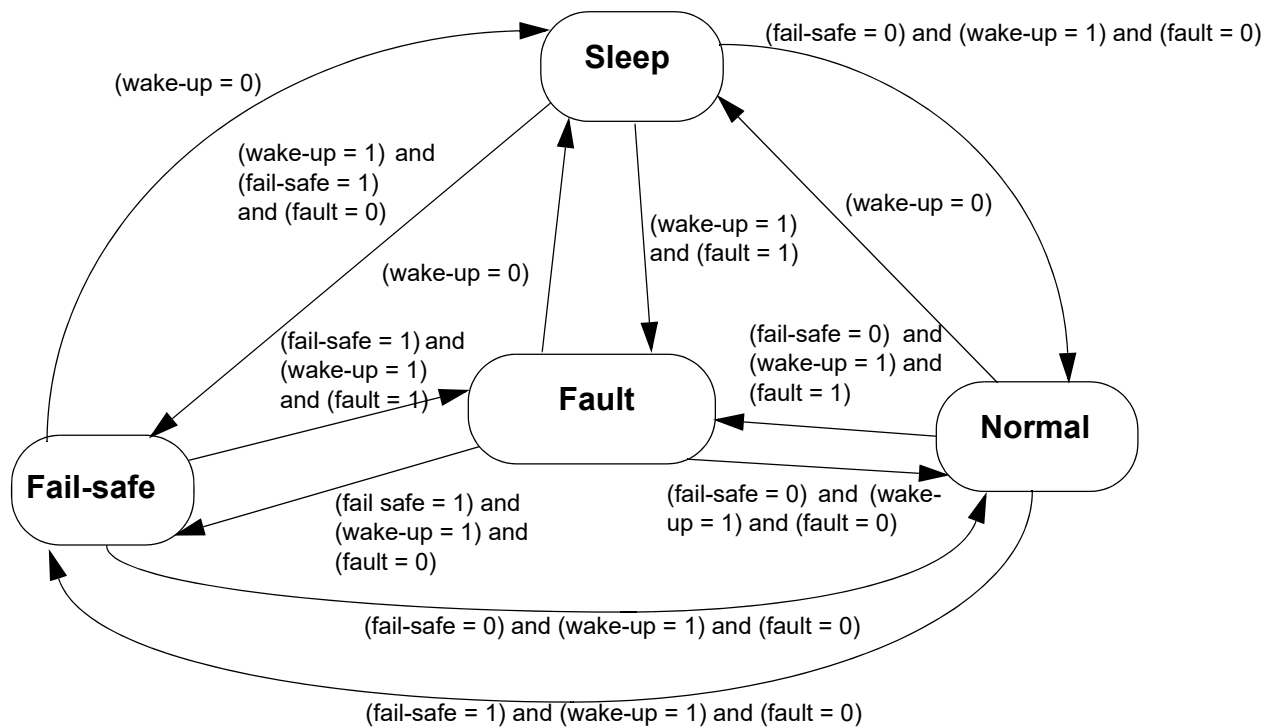 Sleep
(fail-safe = 0) and (wake-up = 1) and (fault = 0)
(wake-up = 0)
(wake-up = 1) and
(fail-safe = 1)
and (fault = 0)
(wake-up = 0)
(wake-up = 1)
and (fault = 1)
(wake-up = 0)
(fail-safe = 1) and
(wake-up = 1)
and (fault = 1)
(fail-safe = 0) and
(wake-up = 1) and
(fault = 1)
Fault
Normal
Fail-safe
(fail safe = 1) and
(wake-up = 1) and
(fault = 0)
(fail-safe = 0) and (wake-
up = 1) and (fault = 0)
(fail-safe = 0) and (wake-up = 1) and (fault = 0)
(fail-safe = 1) and (wake-up = 1) and (fault = 0)